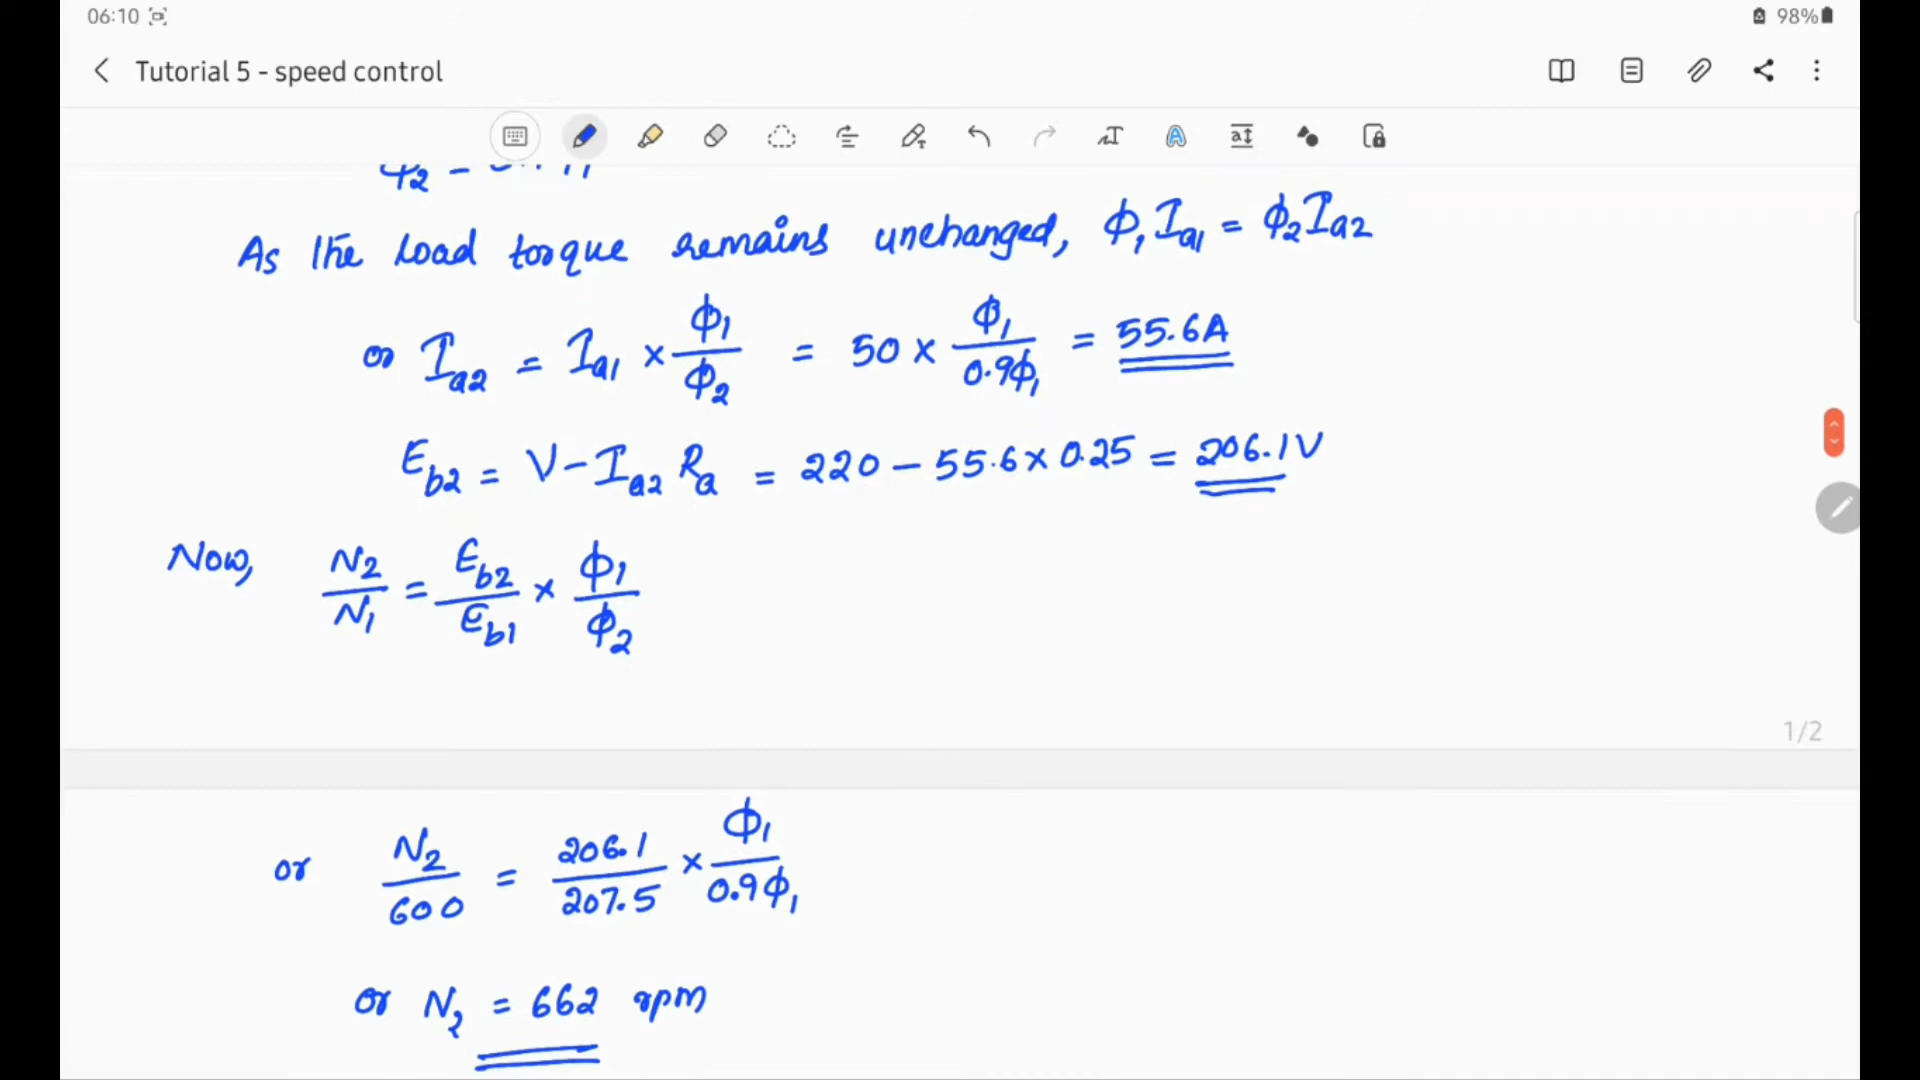 06:10 98%
Tutorial 5 - speed control
As the load torque remains unchanged, ϕ₁Ia1 = ϕ₂Ia2
or Ia2 = Ia1 × ϕ₁/ϕ₂ = 50 × ϕ₁/0.9ϕ₁ = 55.6A
Eb2 = V - Ia2 Ra = 220 - 55.6 × 0.25 = 206.1V
Now, N2/N1 = Eb2/Eb1 × ϕ1/ϕ2
1/2
or N2/600 = 206.1/207.5 × ϕ₁/0.9ϕ₁
or N2 = 662 rpm